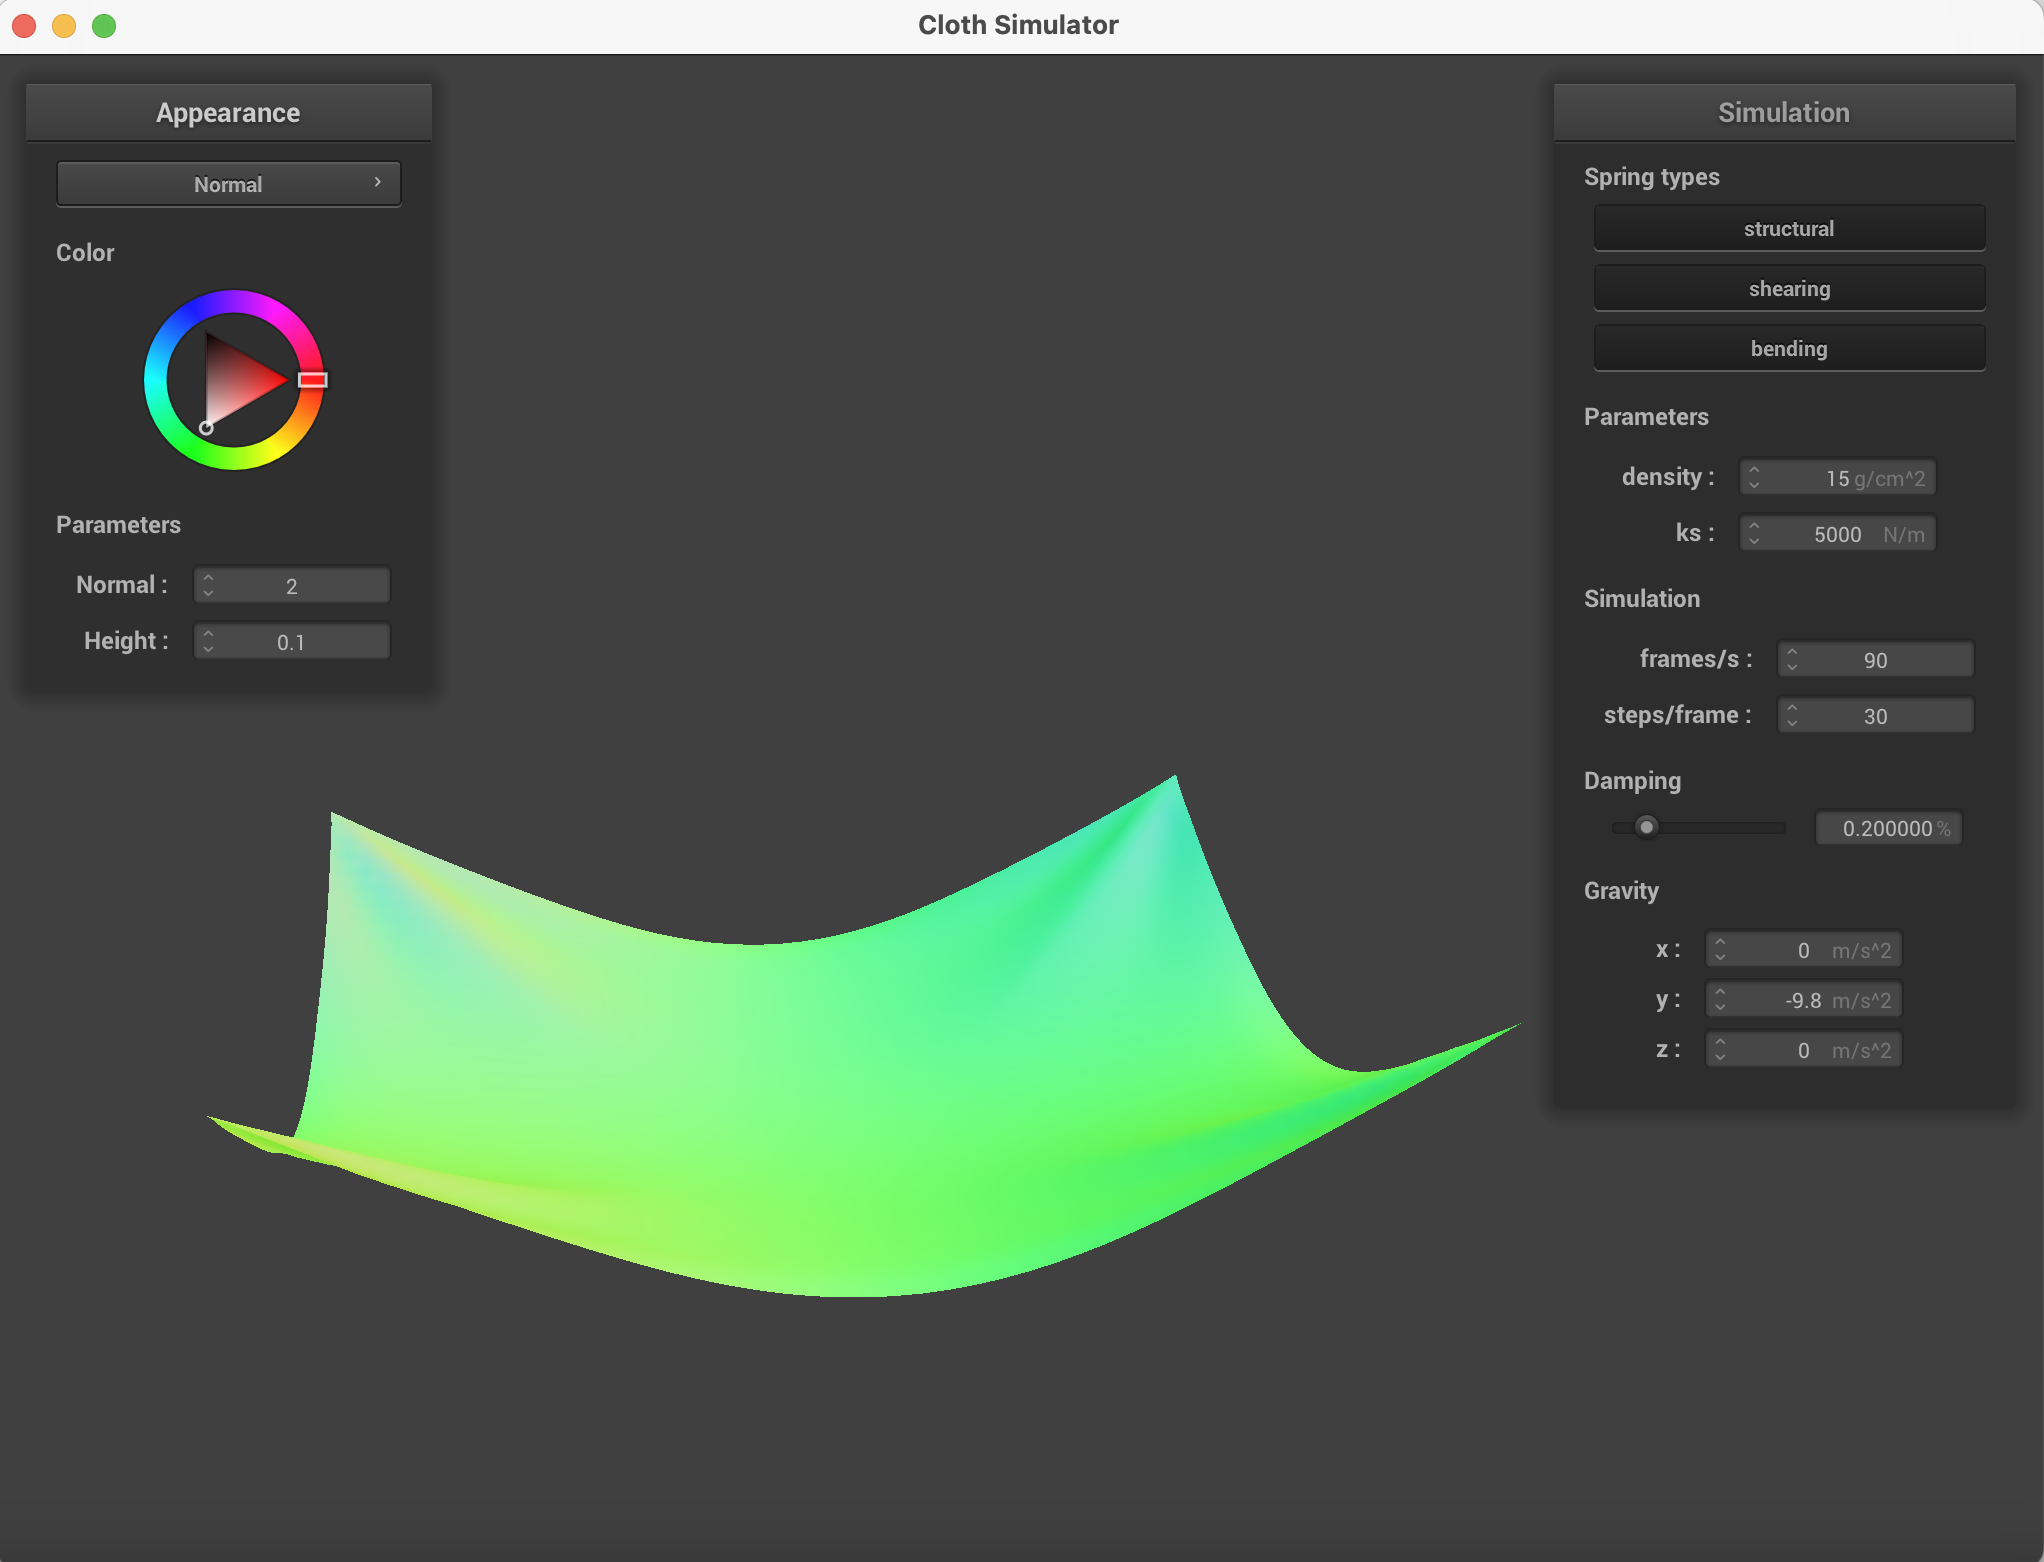 Cloth Simulator
Appearance
Normal
Color
Parameters
Normal : 2
Height : 0.1
Simulation
Spring types
structural
shearing
bending
Parameters
density : 15 g/cm^2
ks : 5000 N/m
Simulation
frames/s : 90
steps/frame : 30
Damping
0.200000 %
Gravity
x : 0 m/s^2
y : -9.8 m/s^2
z : 0 m/s^2